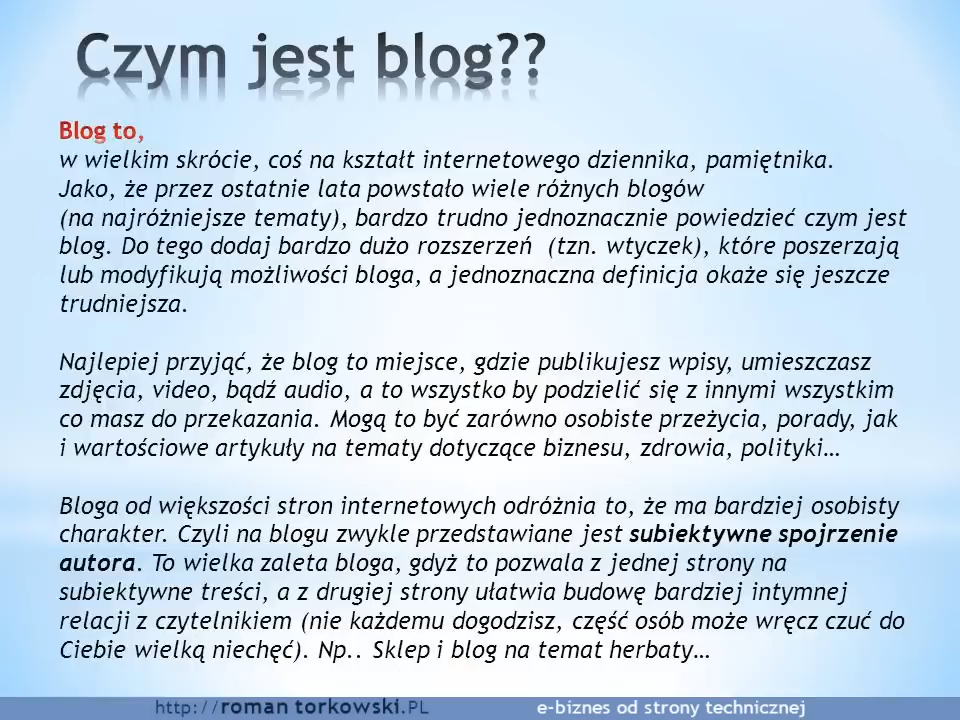 Czym jest blog??
Blog to,
w wielkim skrócie, coś na kształt internetowego dziennika, pamiętnika.
Jako, że przez ostatnie lata powstało wiele różnych blogów
(na najróżniejsze tematy), bardzo trudno jednoznacznie powiedzieć czym jest
blog. Do tego dodaj bardzo dużo rozszerzeń (tzn. wtyczek), które poszerzają
lub modyfikują możliwości bloga, a jednoznaczna definicja okaże się jeszcze
trudniejsza.
Najlepiej przyjąć, że blog to miejsce, gdzie publikujesz wpisy, umieszczasz
zdjęcia, video, bądź audio, a to wszystko by podzielić się z innymi wszystkim
co masz do przekazania. Mogą to być zarówno osobiste przeżycia, porady, jak
i wartościowe artykuły na tematy dotyczące biznesu, zdrowia, polityki…
Bloga od większości stron internetowych odróżnia to, że ma bardziej osobisty
charakter. Czyli na blogu zwykle przedstawiane jest subiektywne spojrzenie
autora. To wielka zaleta bloga, gdyż to pozwala z jednej strony na
subiektywne treści, a z drugiej strony ułatwia budowę bardziej intymnej
relacji z czytelnikiem (nie każdemu dogodzisz, część osób może wręcz czuć do
Ciebie wielką niechęć). Np.. Sklep i blog na temat herbaty…
http://roman torkowski.PL e-biznes od strony technicznej